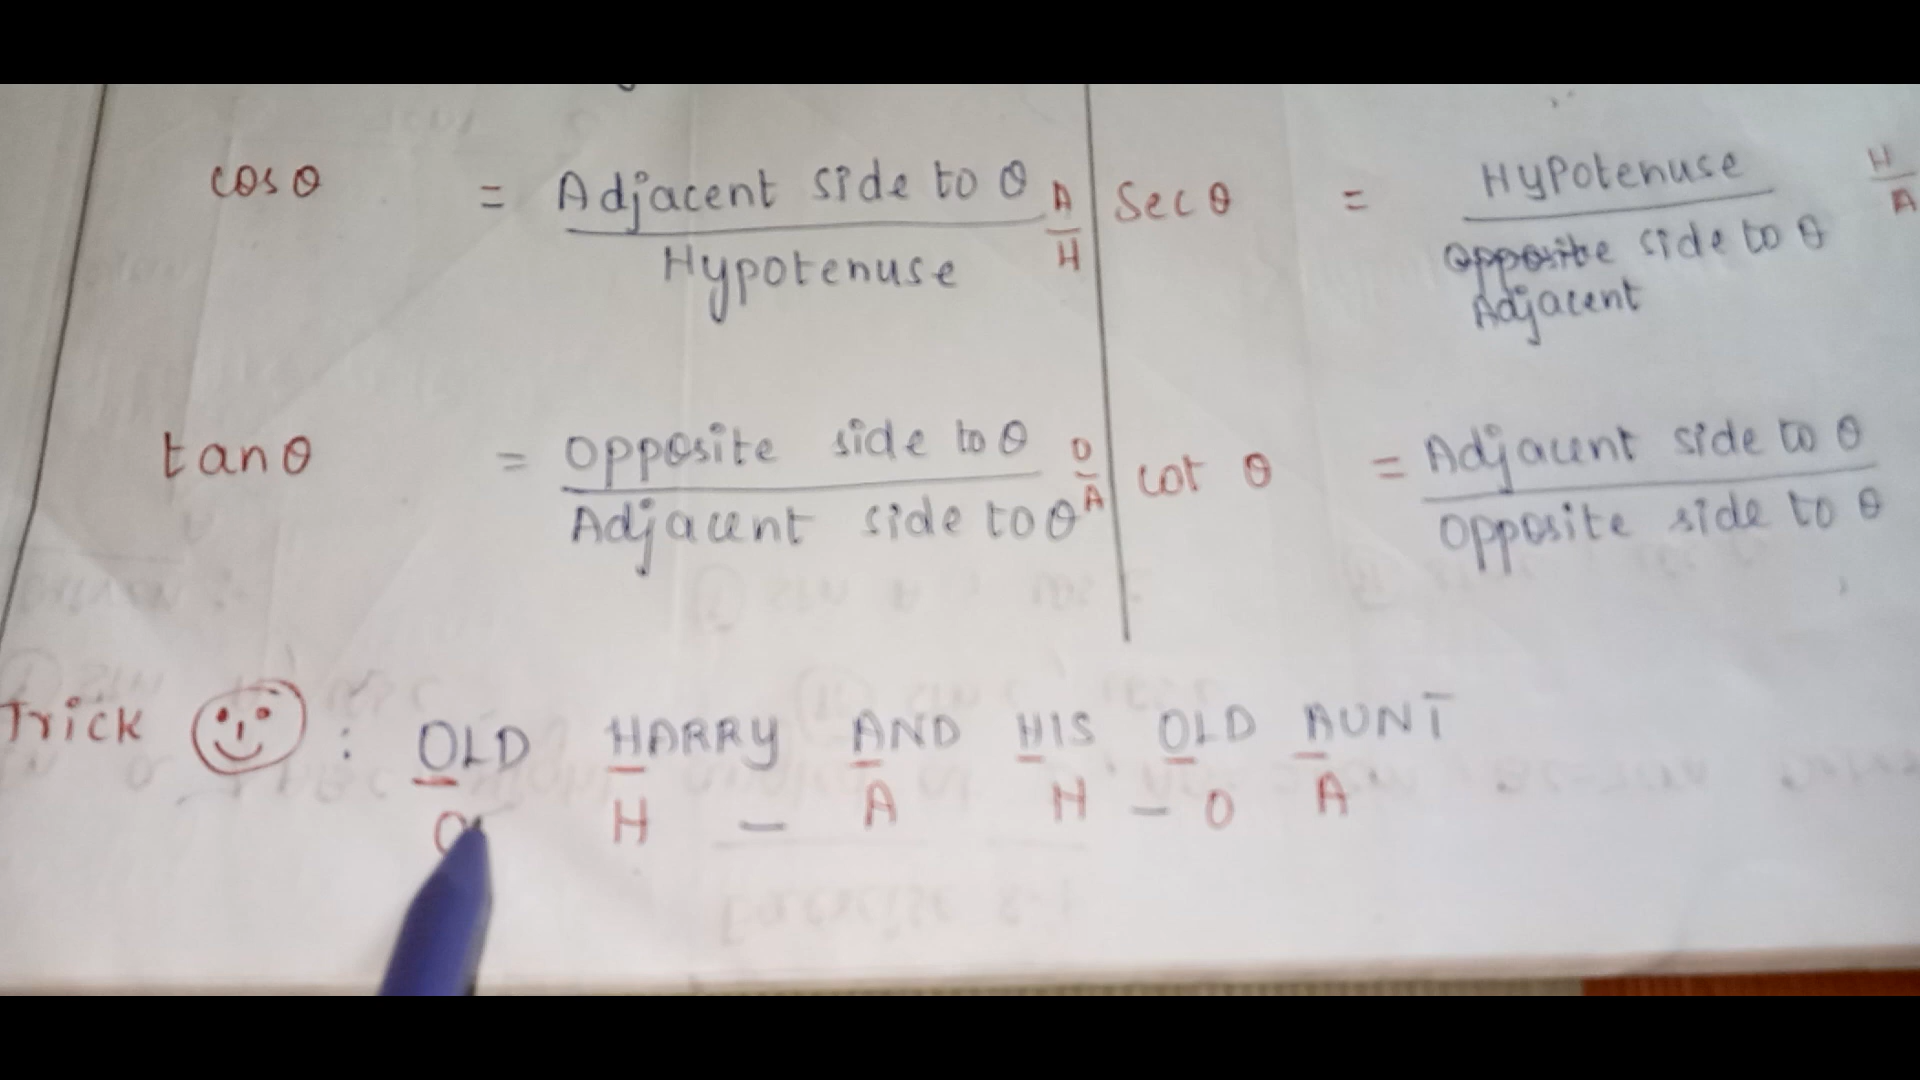 cos θ = Adjacent side to θ A Sec θ = Hypotenuse H
Hypotenuse H Opposite side to θ A
Adjacent
tan θ = Opposite side to θ O cot θ = Adjacent side to θ
Adjacent side to θ A Opposite side to θ
Trick : OLD HARRY AND HIS OLD AUNT
O H – A H – O A